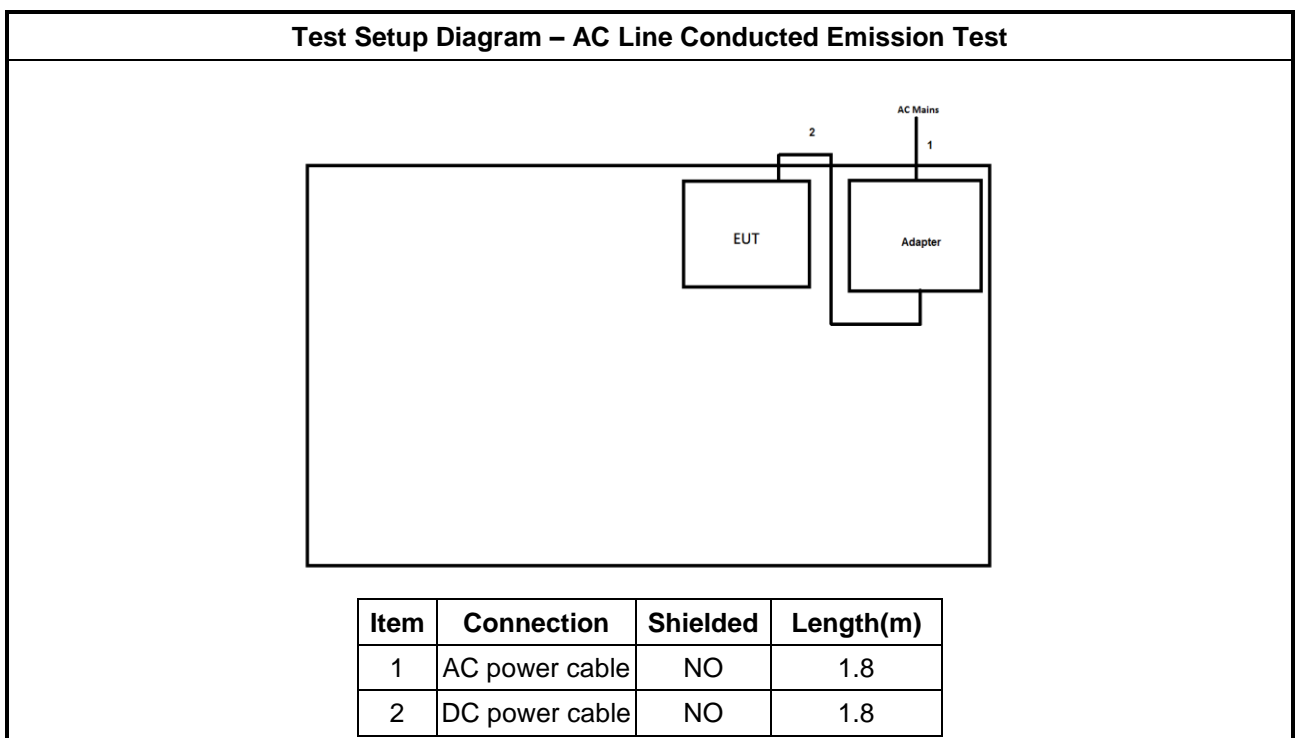 Test Setup Diagram – AC Line Conducted Emission Test
AC Mains
2
1
EUT
Adapter
Item Connection Shielded Length(m)
1 AC power cable NO 1.8
2 DC power cable NO 1.8